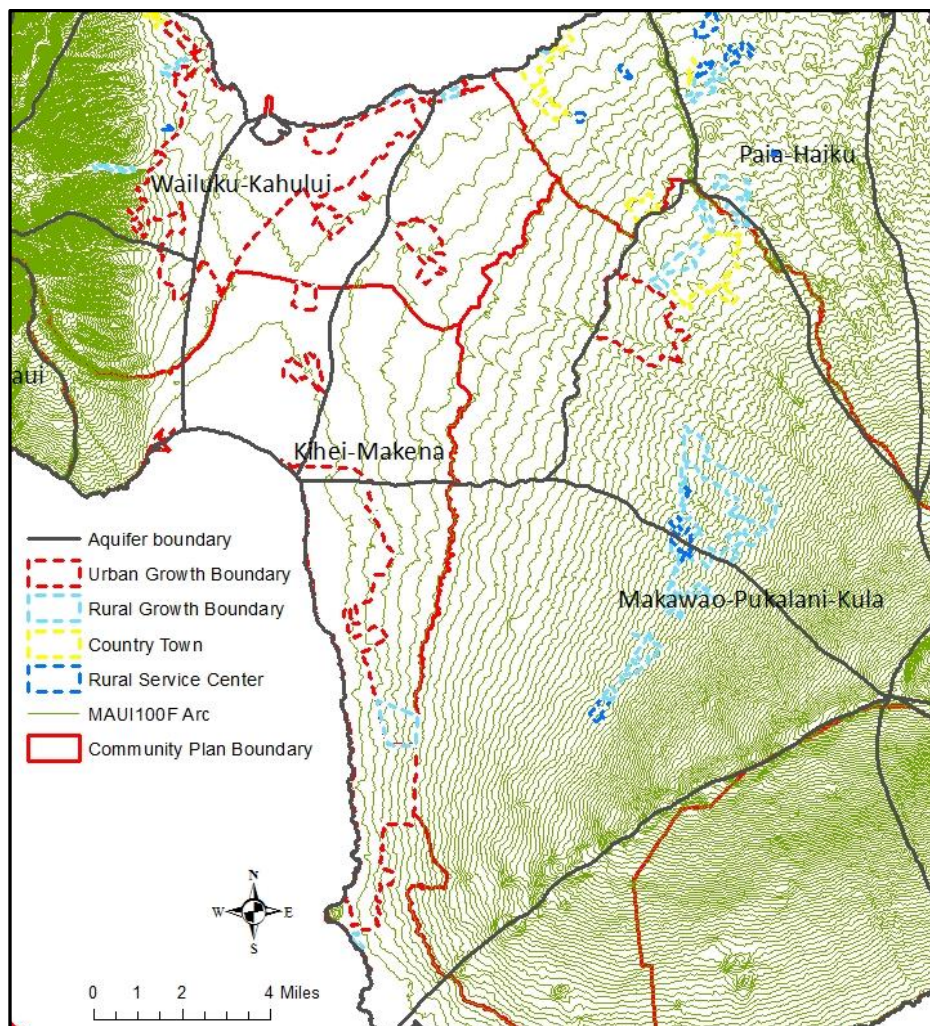 Paia-Haiku
Wailuku-Kahului
aui
Kihei-Makena
Makawao-Pukalani-Kula
Aquifer boundary
Urban Growth Boundary
Rural Growth Boundary
Country Town
Rural Service Center
MAUI100F Arc
Community Plan Boundary
N
W E
S
0 1 2 4 Miles